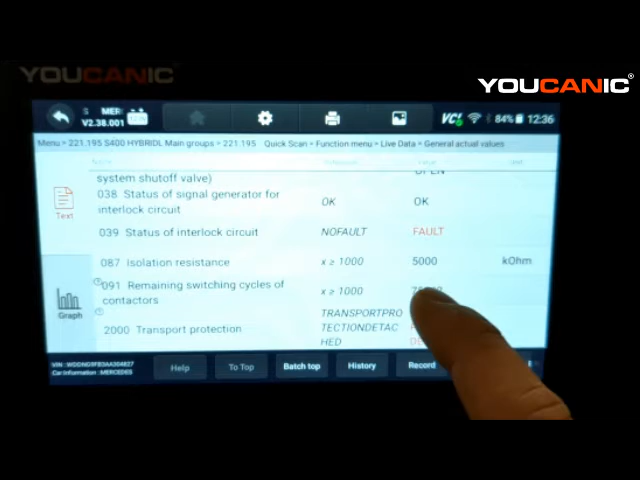 YOUCANIC
YOUCANIC®
S MER
V2.38.001
VCI 84% 12:36
Menu > 221.195 S400 HYBRIDL Main groups > 221.195 Quick Scan > Function menu > Live Data > General actual values
Text
Graph
system shutoff valve)
OPEN
038 Status of signal generator for
interlock circuit
OK OK
039 Status of interlock circuit NOFAULT FAULT
087 Isolation resistance x ≥ 1000 5000 kOhm
091 Remaining switching cycles of
contactors
x ≥ 1000
2000 Transport protection
TRANSPORTPRO
TECTIONDETAC
HED
Car Information : MERCEDES
Help To Top Batch top History Record